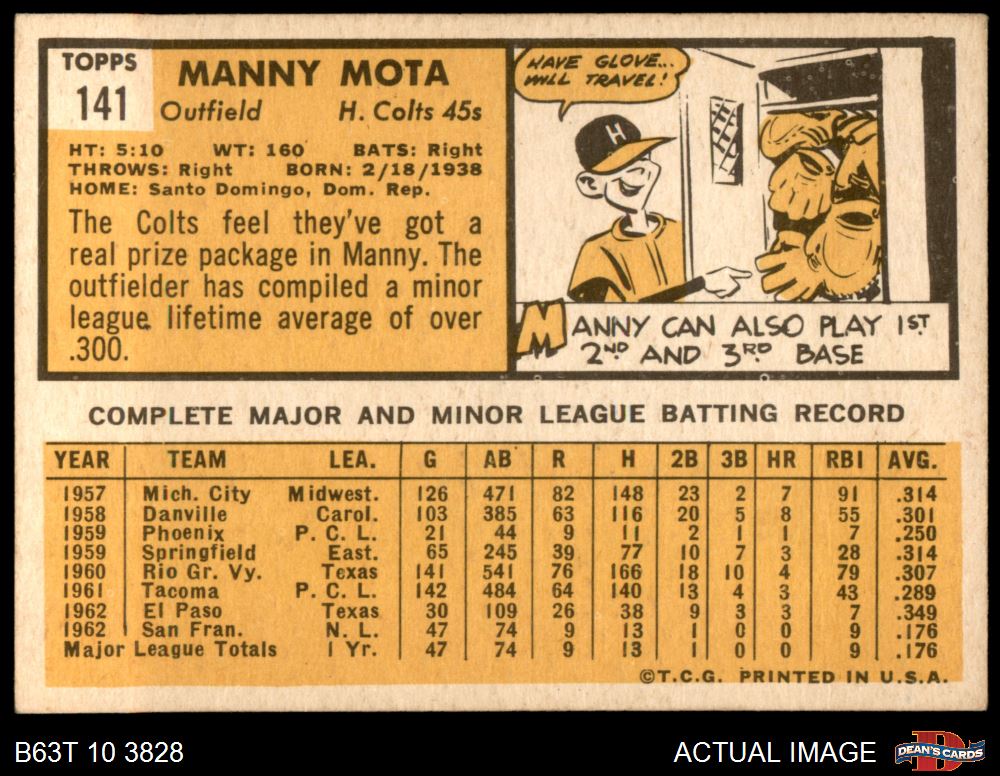 TOPPS
141
MANNY MOTA
Outfield H. Colts 45s
HT: 5:10 WT: 160 BATS: Right
THROWS: Right BORN: 2/18/1938
HOME: Santo Domingo, Dom. Rep.
The Colts feel they've got a
real prize package in Manny. The
outfielder has compiled a minor
league lifetime average of over
.300.
HAVE GLOVE...
WILL TRAVEL!
H
MANNY CAN ALSO PLAY 1ST
2ND AND 3RD BASE
COMPLETE MAJOR AND MINOR LEAGUE BATTING RECORD
YEAR TEAM LEA. G AB R H 2B 3B HR RBI AVG.
1957 Mich. City Midwest. 126 471 82 148 23 2 7 91 .314
1958 Danville Carol. 103 385 63 116 20 5 8 55 .301
1959 Phoenix P. C. L. 21 44 9 11 2 1 1 7 .250
1959 Springfield East. 65 245 39 77 10 7 3 28 .314
1960 Rio Gr. Vy. Texas 141 541 76 166 18 10 4 79 .307
1961 Tacoma P. C. L. 142 484 64 140 13 4 3 43 .289
1962 El Paso Texas 30 109 26 38 9 3 3 7 .349
1962 San Fran. N. L. 47 74 9 13 1 0 0 9 .176
Major League Totals 1 Yr. 47 74 9 13 1 0 0 9 .176
©T.C.G. PRINTED IN U.S.A.
B63T 10 3828
ACTUAL IMAGE
DEAN'S CARDS